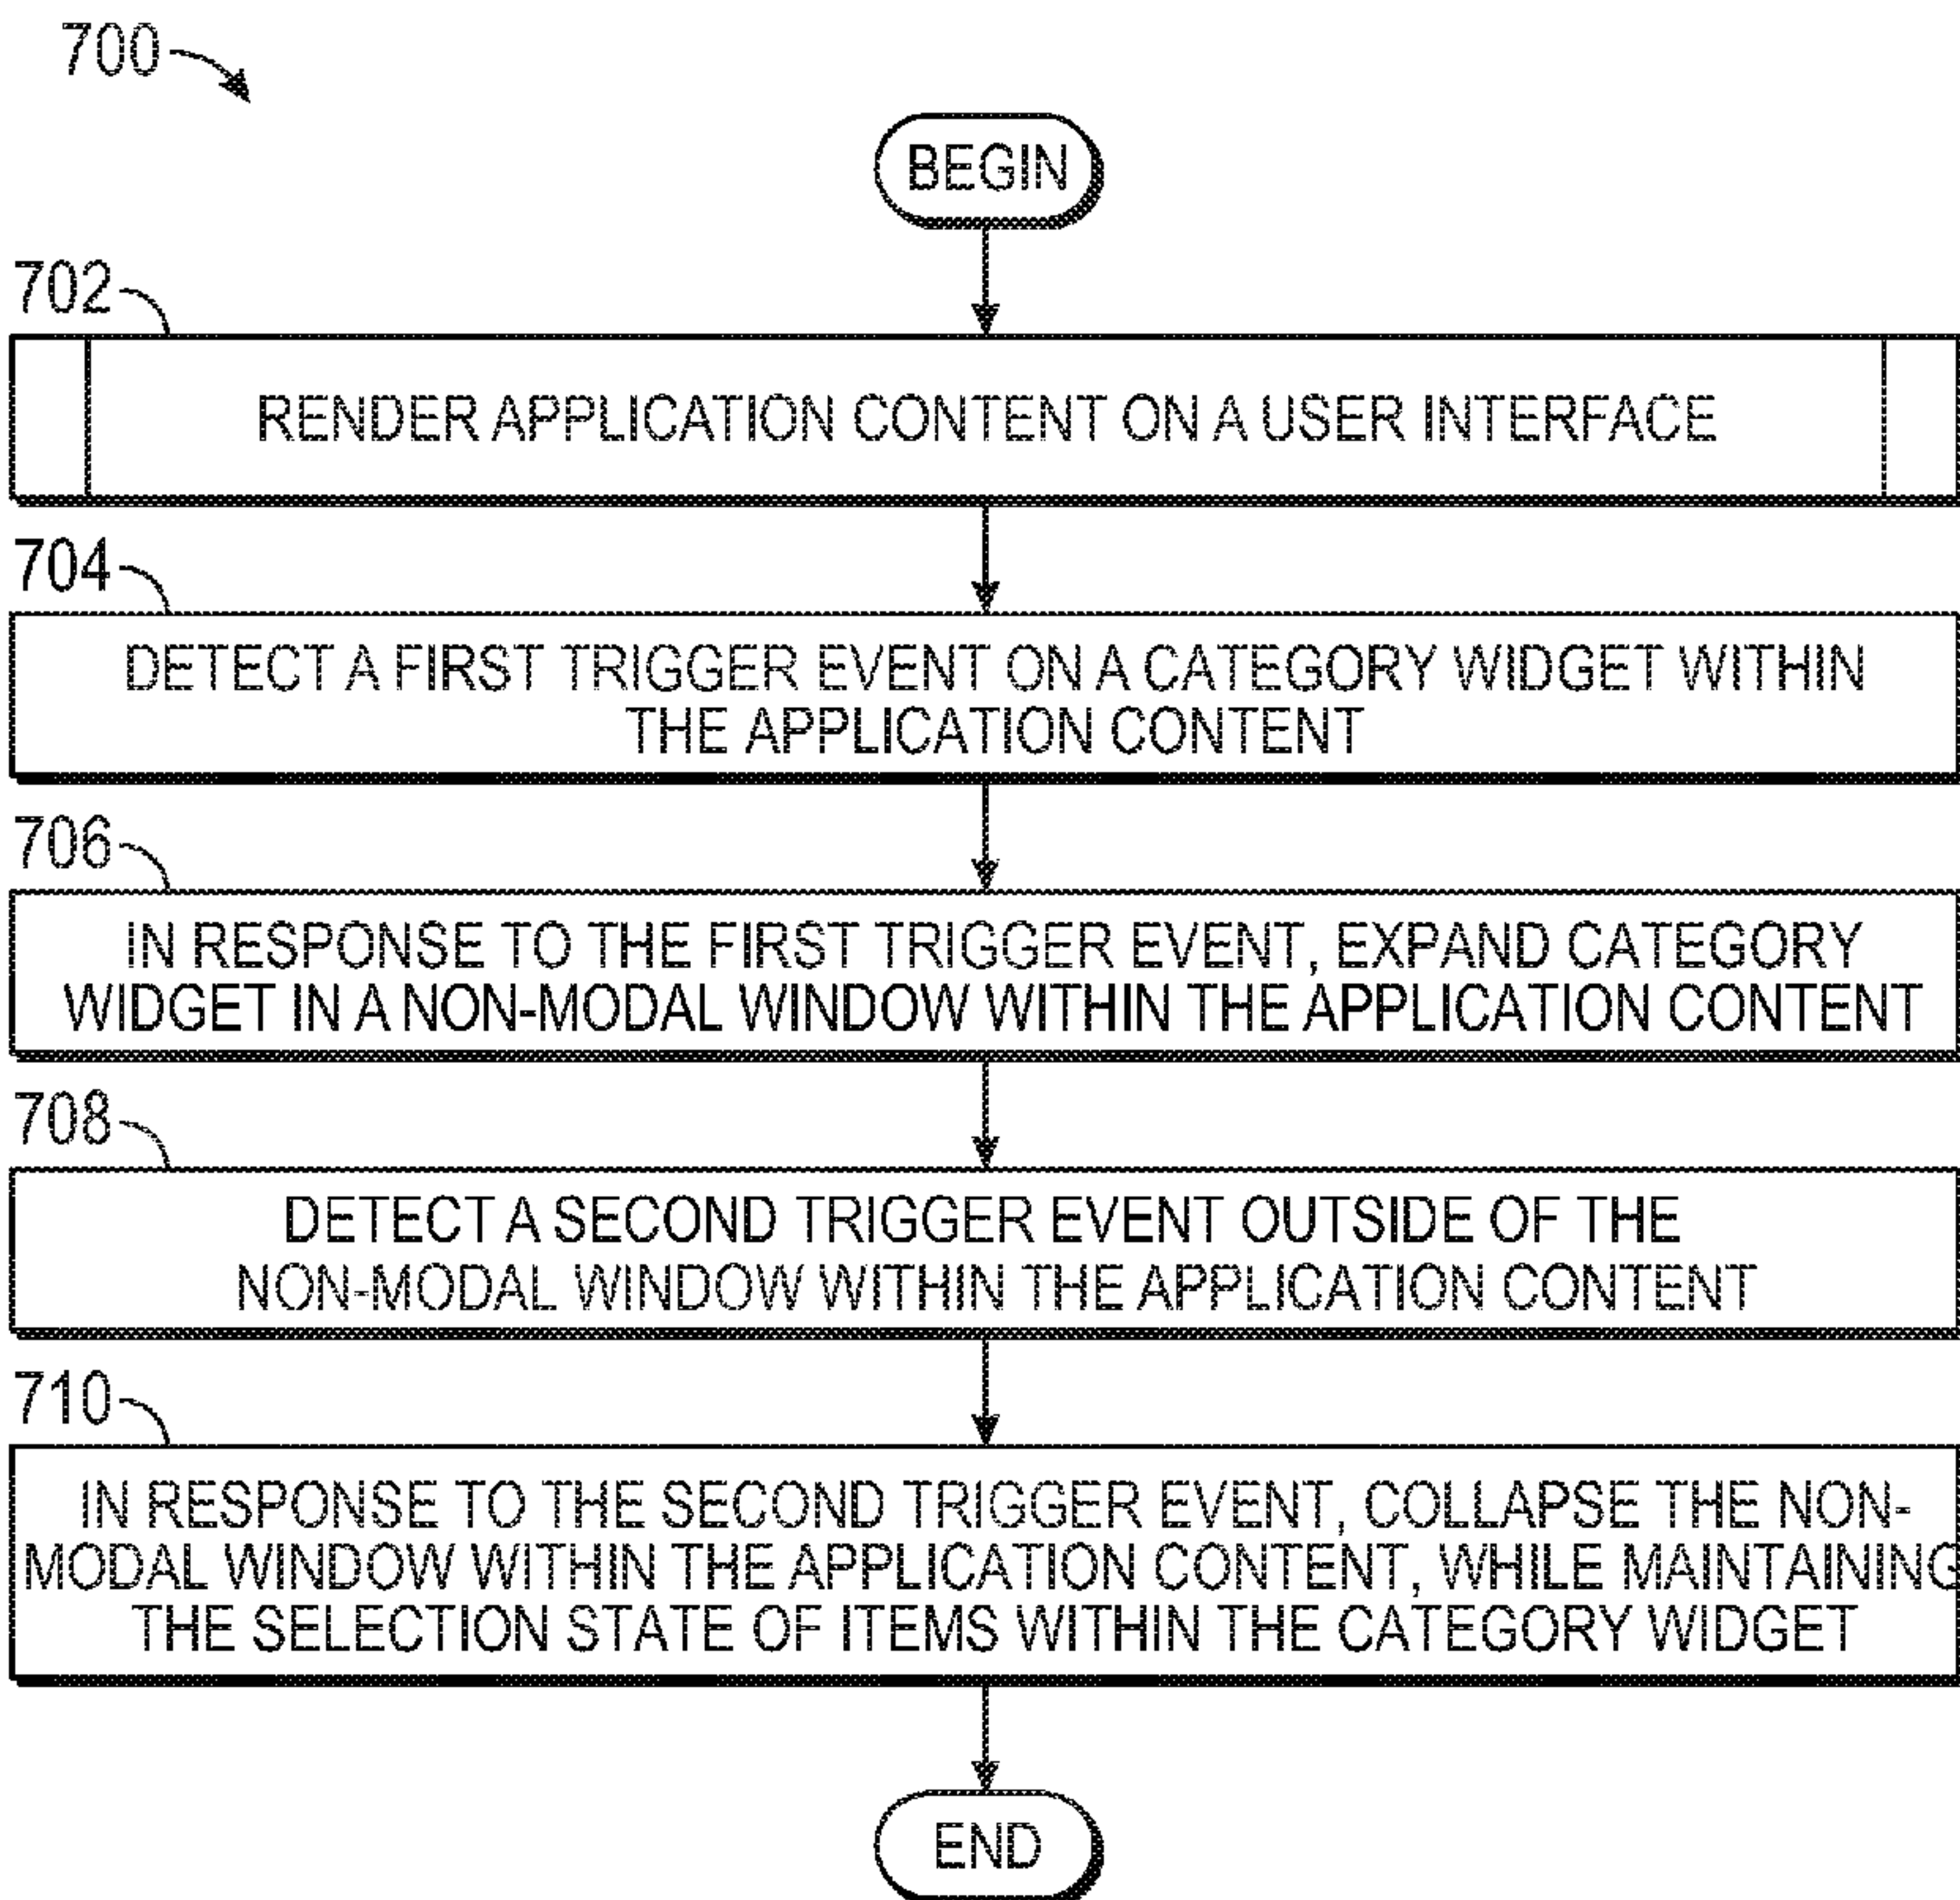 700
BEGIN
702
RENDER APPLICATION CONTENT ON A USER INTERFACE
704
DETECT A FIRST TRIGGER EVENT ON A CATEGORY WIDGET WITHIN
THE APPLICATION CONTENT
706
IN RESPONSE TO THE FIRST TRIGGER EVENT, EXPAND CATEGORY
WIDGET IN A NON-MODAL WINDOW WITHIN THE APPLICATION CONTENT
708
DETECT A SECOND TRIGGER EVENT OUTSIDE OF THE
NON-MODAL WINDOW WITHIN THE APPLICATION CONTENT
710
IN RESPONSE TO THE SECOND TRIGGER EVENT, COLLAPSE THE NON-
MODAL WINDOW WITHIN THE APPLICATION CONTENT, WHILE MAINTAINING
THE SELECTION STATE OF ITEMS WITHIN THE CATEGORY WIDGET
END